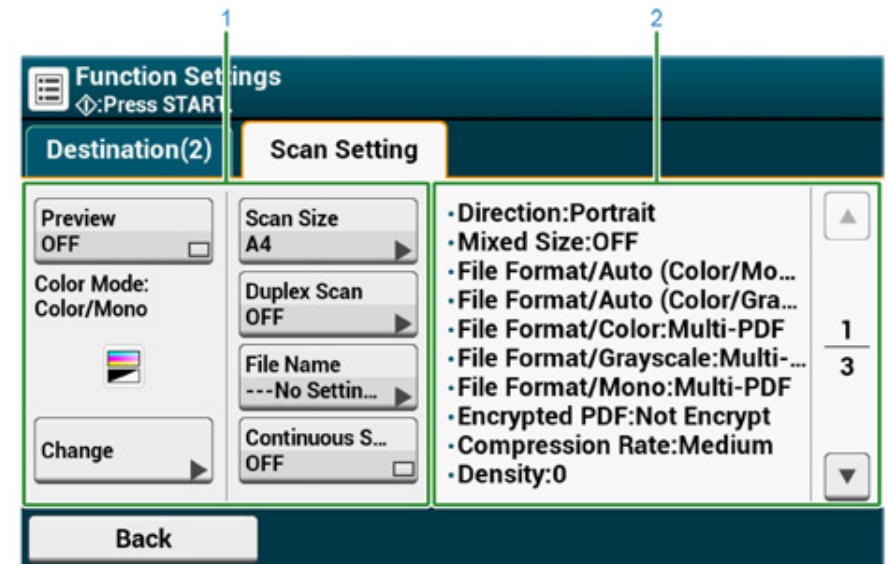 1
2
Function Settings
:Press START.
Destination(2)
Scan Setting
Preview
OFF
Color Mode:
Color/Mono
Change
Scan Size
A4
Duplex Scan
OFF
File Name
---No Settin...
Continuous S...
OFF
•Direction:Portrait
•Mixed Size:OFF
•File Format/Auto (Color/Mo...
•File Format/Auto (Color/Gra...
•File Format/Color:Multi-PDF
•File Format/Grayscale:Multi-...
•File Format/Mono:Multi-PDF
•Encrypted PDF:Not Encrypt
•Compression Rate:Medium
•Density:0
1
3
Back